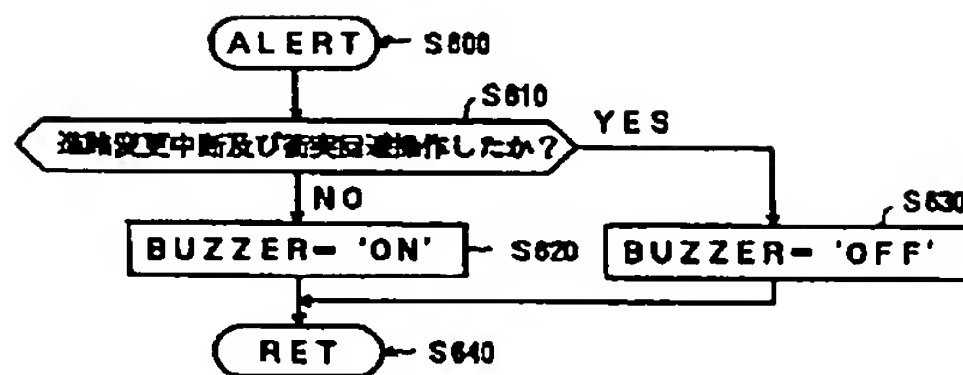 ALERT
S600
S610
進路変更中断及び衝突回避操作したか?
YES
NO
S630
BUZZER= 'ON'
S620
BUZZER= 'OFF'
RET
S640